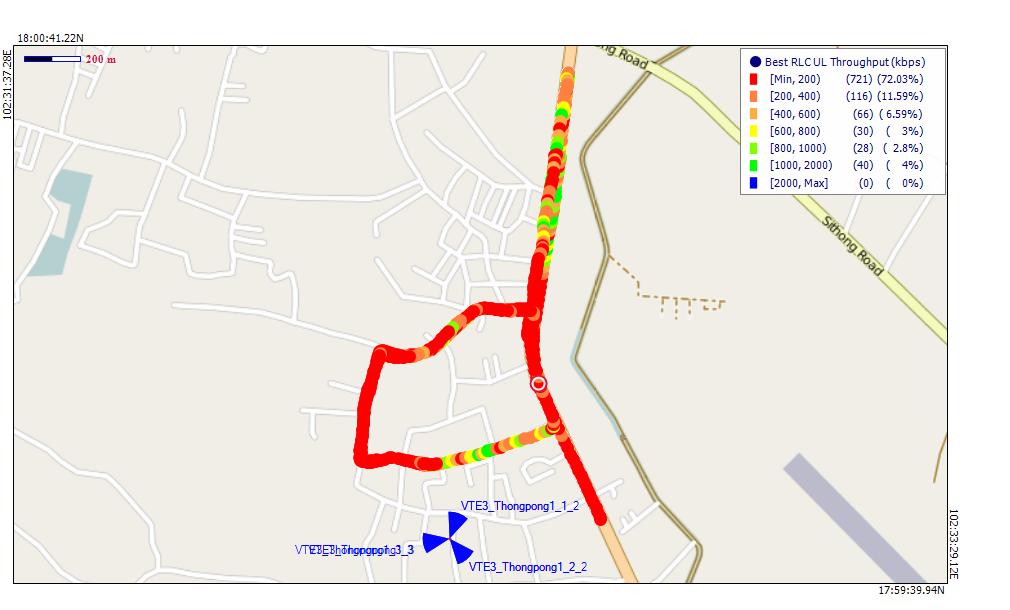 18:00:41.22N
102:31:37.28E
200 m
ong Road
Best RLC UL Throughput (kbps)
[Min, 200) (721) (72.03%)
[200, 400) (116) (11.59%)
[400, 600) (66) ( 6.59%)
[600, 800) (30) ( 3%)
[800, 1000) (28) ( 2.8%)
[1000, 2000) (40) ( 4%)
[2000, Max] (0) ( 0%)
Sithong Road
VTE3_Thongpong1_1_2
VTE3_Thongpong1_2_2
102:33:29.12E
17:59:39.94N